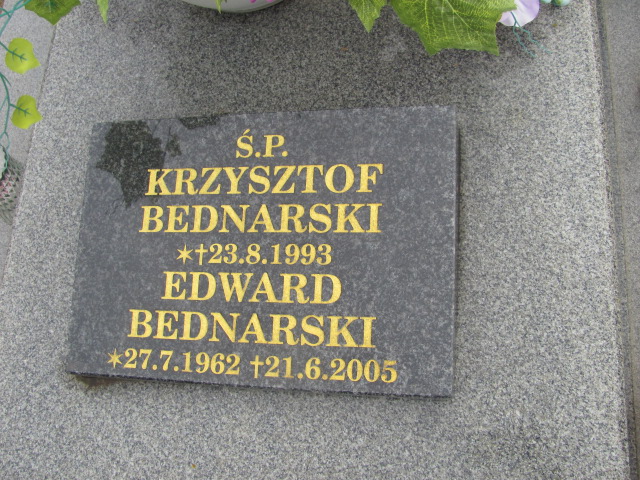 Ś.P.
KRZYSZTOF
BEDNARSKI
✶†23.8.1993
EDWARD
BEDNARSKI
✶27.7.1962 †21.6.2005